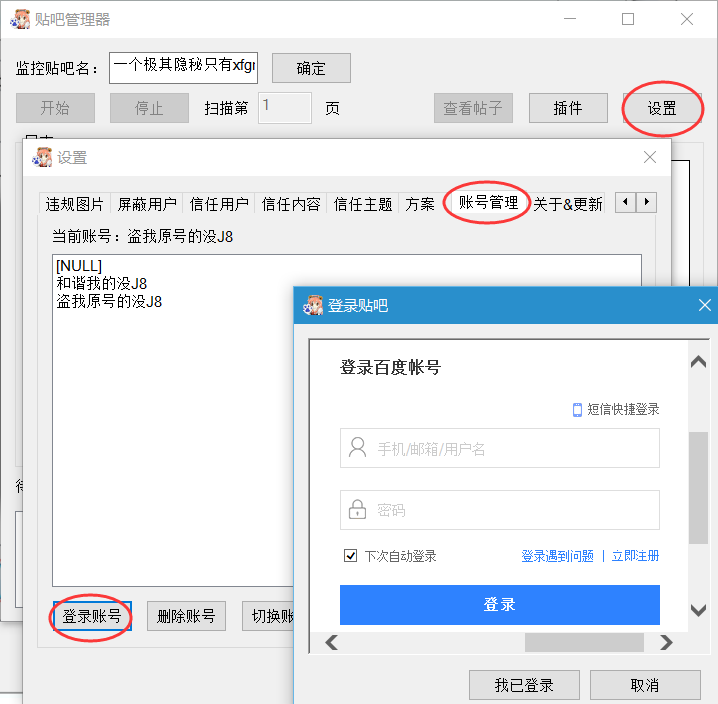 贴吧管理器
监控贴吧名：
一个极其隐秘只有xfgr
确定
开始
停止
扫描第
1
页
查看帖子
插件
设置
设置
违规图片
屏蔽用户
信任用户
信任内容
信任主题
方案
账号管理
关于&更新
当前账号：盗我原号的没J8
[NULL]
和谐我的没J8
盗我原号的没J8
登录账号
删除账号
切换账
登录贴吧
登录百度帐号
短信快捷登录
手机/邮箱/用户名
密码
下次自动登录
登录遇到问题 | 立即注册
登录
我已登录
取消